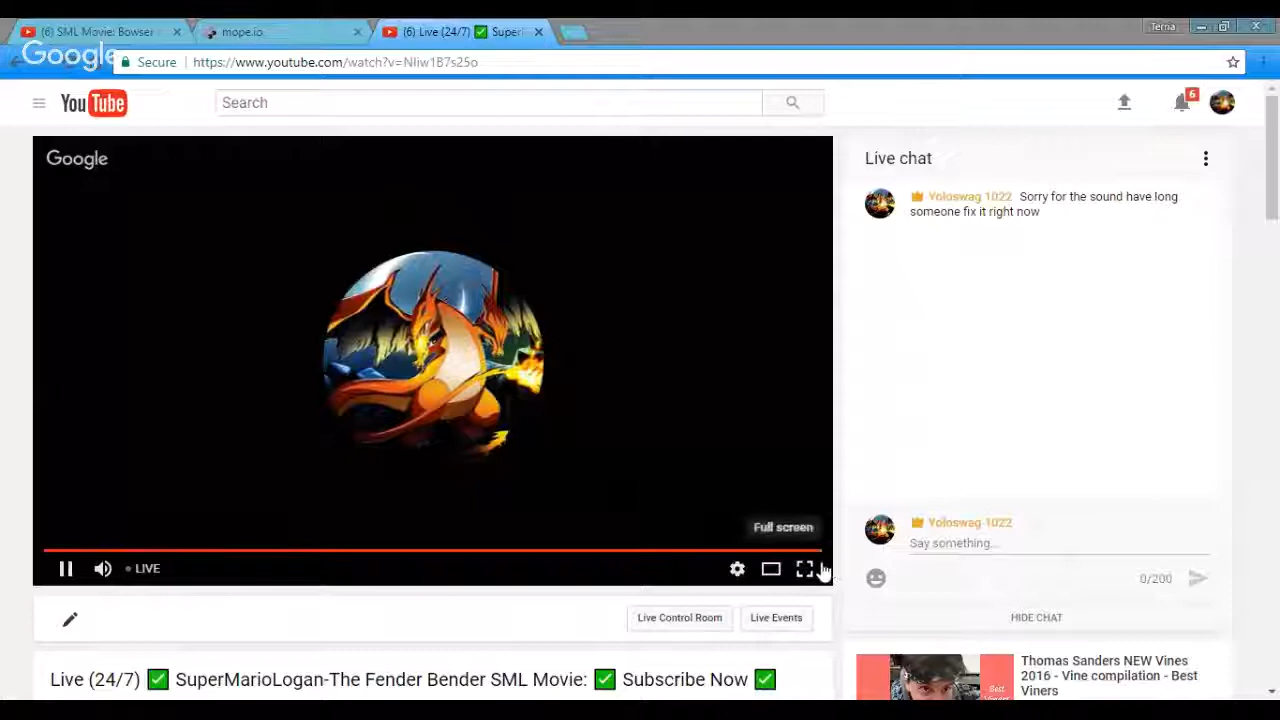 (6) SML Movie: Bowser
mope.io
(6) Live (24/7) ✅ Super
Tema
Google
Secure
https://www.youtube.com/watch?v=NIiw1B7s25o
YouTube
Search
6
Google
Live chat
Yoloswag 1022 Sorry for the sound have long
someone fix it right now
Full screen
Yoloswag 1022
Say something...
LIVE
0/200
Live Control Room
Live Events
HIDE CHAT
Live (24/7) ✅ SuperMarioLogan-The Fender Bender SML Movie: ✅ Subscribe Now ✅
Thomas Sanders NEW Vines
2016 - Vine compilation - Best
Viners
Best